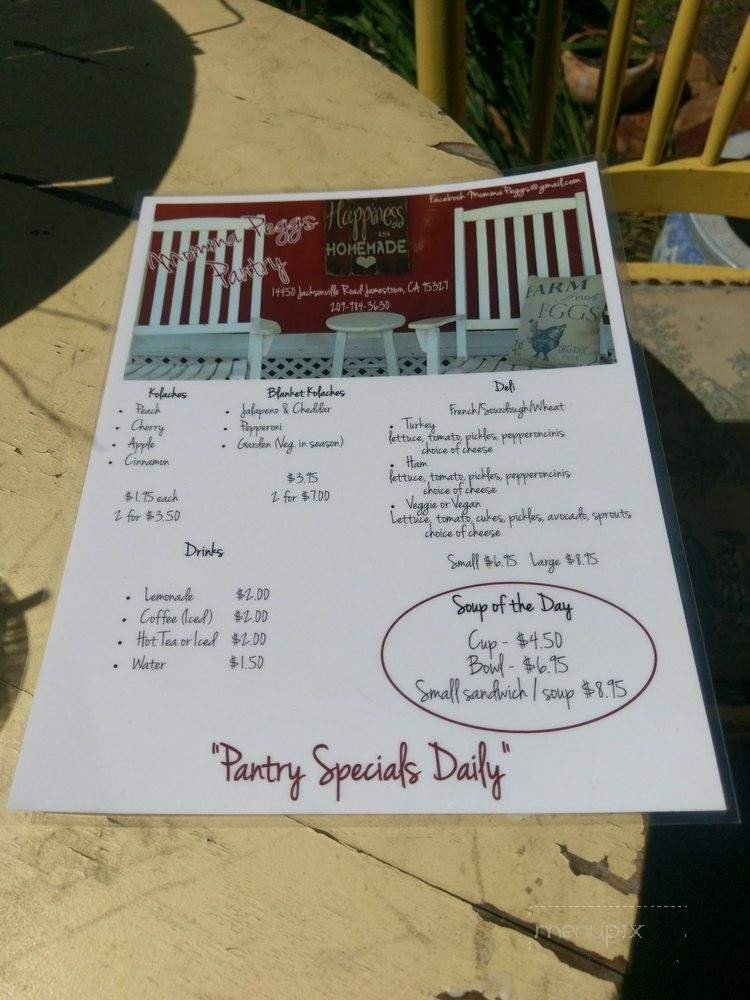 Facebook Momma Peggs@gmail.com
Momma Peggs
Pantry
Happiness
is
HOMEMADE
14450 Jacksonville Road Jamestown, CA 95327
209-984-3630
FARM
fresh
EGGS
ORGANIC
Kolaches
• Peach
• Cherry
• Apple
• Cinnamon
$1.95 each
2 for $3.50
Blanket Kolaches
• Jalapeno & Cheddar
• Pepperoni
• Garden (Veg. in season)
$3.95
2 for $7.00
Deli
French/Sourdough/Wheat
• Turkey
lettuce, tomato, pickles, pepperoncinis
choice of cheese
• Ham
lettuce, tomato, pickles, pepperoncinis
choice of cheese
• Veggie or Vegan
Lettuce, tomato, cukes, pickles, avocado, sprouts
choice of cheese
Small $6.95 Large $8.95
Drinks
• Lemonade $2.00
• Coffee (Iced) $2.00
• Hot Tea or Iced $2.00
• Water $1.50
Soup of the Day
Cup - $4.50
Bowl - $6.95
Small sandwich / soup $8.95
"Pantry Specials Daily"
menupix